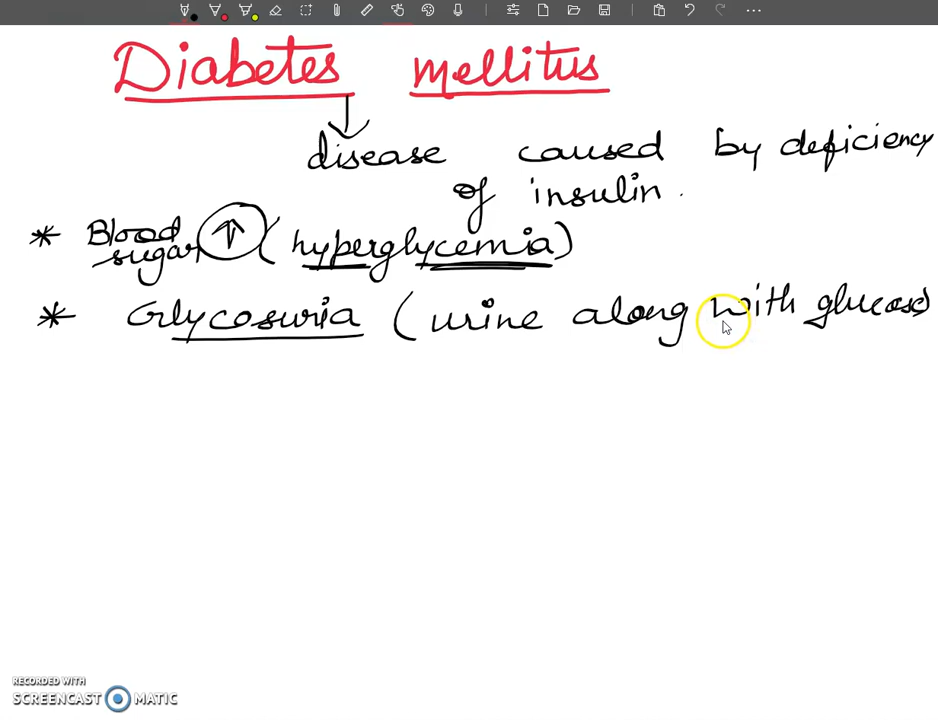 Diabetes mellitus
↓
disease caused by deficiency
of insulin.
* Blood sugar ↑ (hyperglycemia)
* Glycosuria (urine along with glucose)
RECORDED WITH
SCREENCAST MATIC